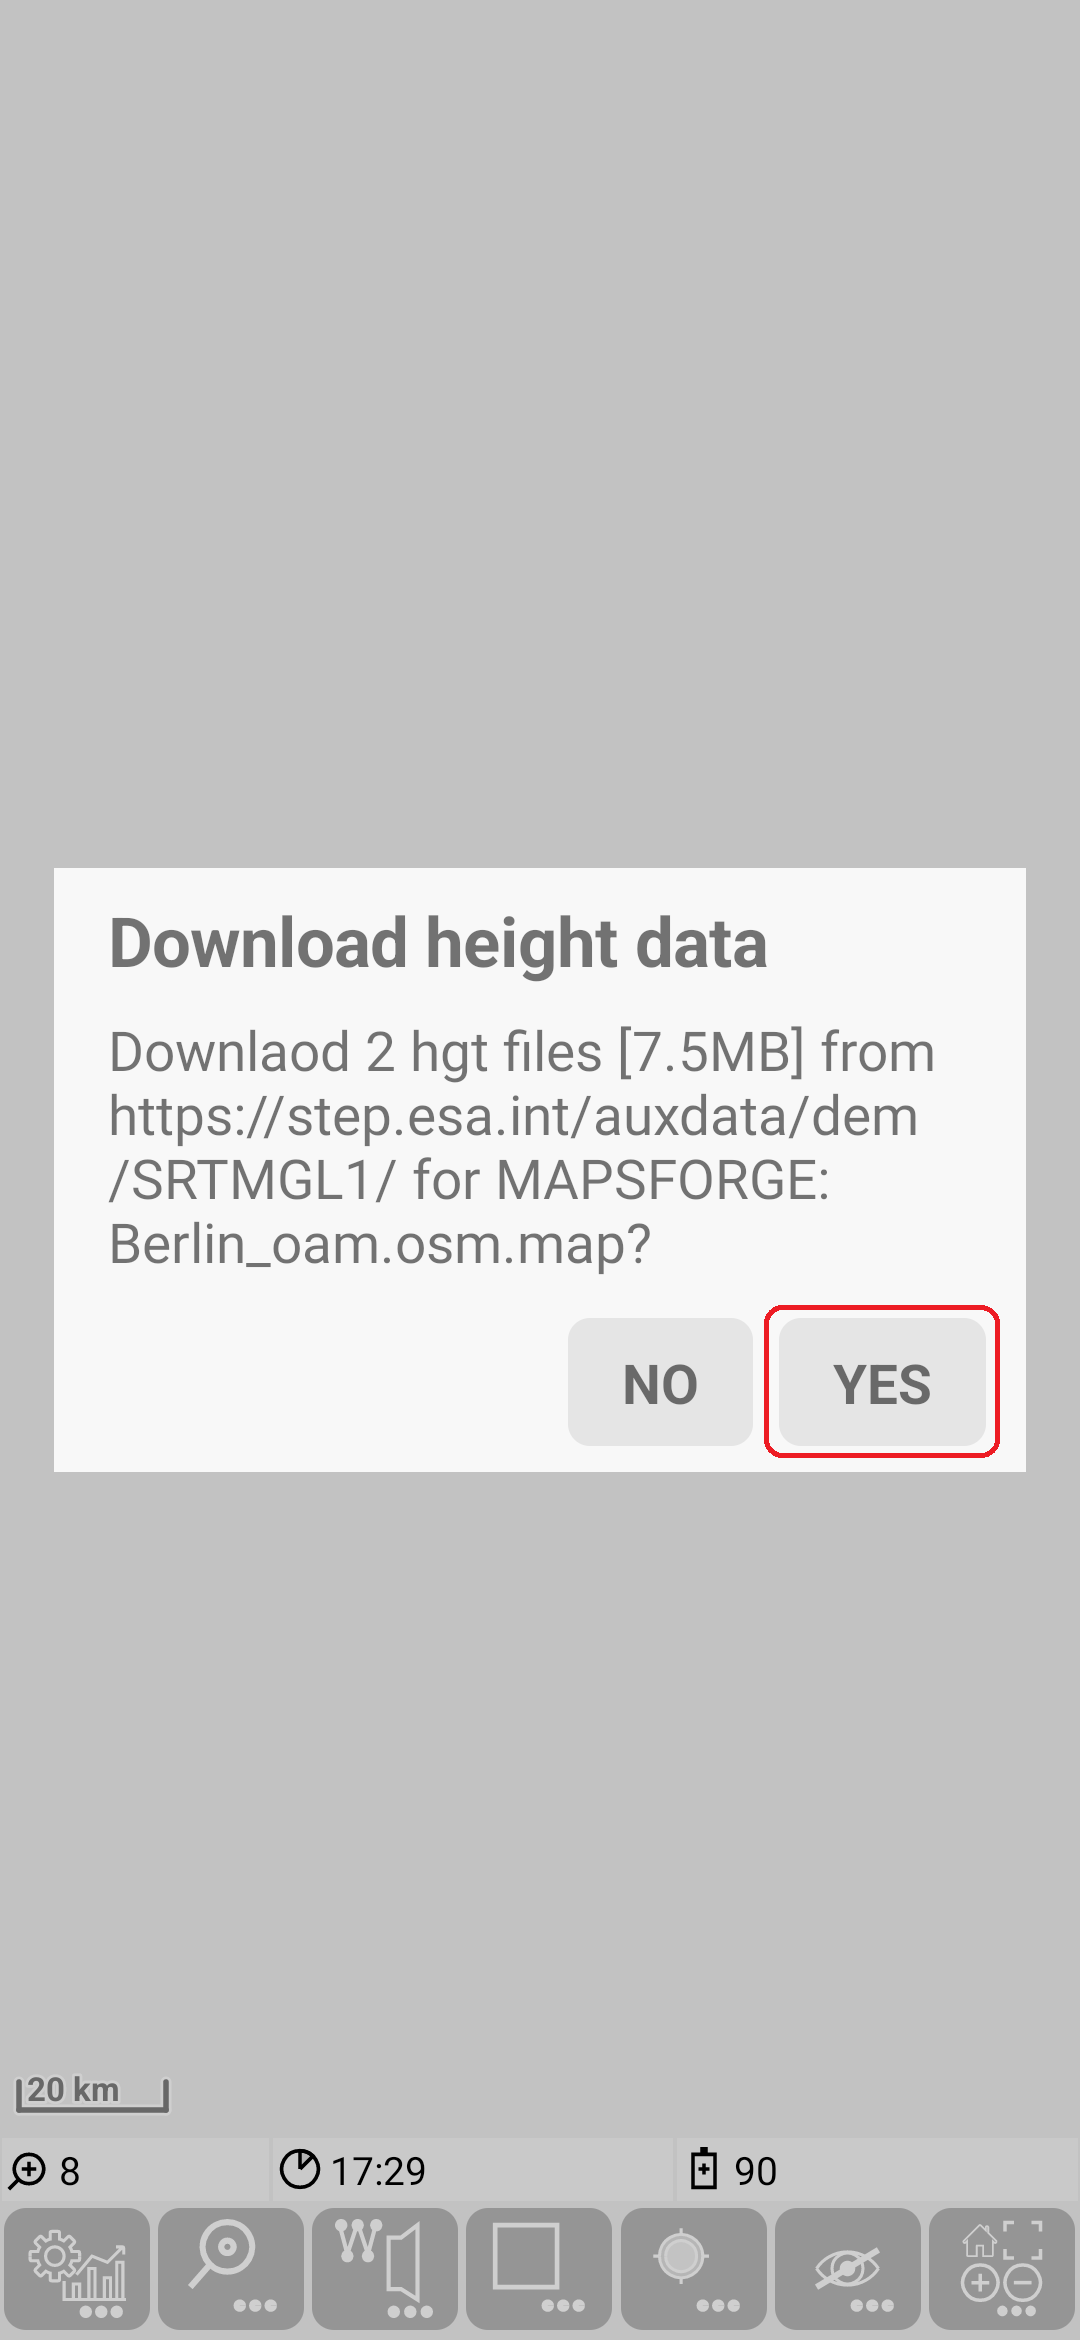 Download height data
Downlaod 2 hgt files [7.5MB] from
https://step.esa.int/auxdata/dem
/SRTMGL1/ for MAPSFORGE:
Berlin_oam.osm.map?
NO YES
20 km
8 17:29 90